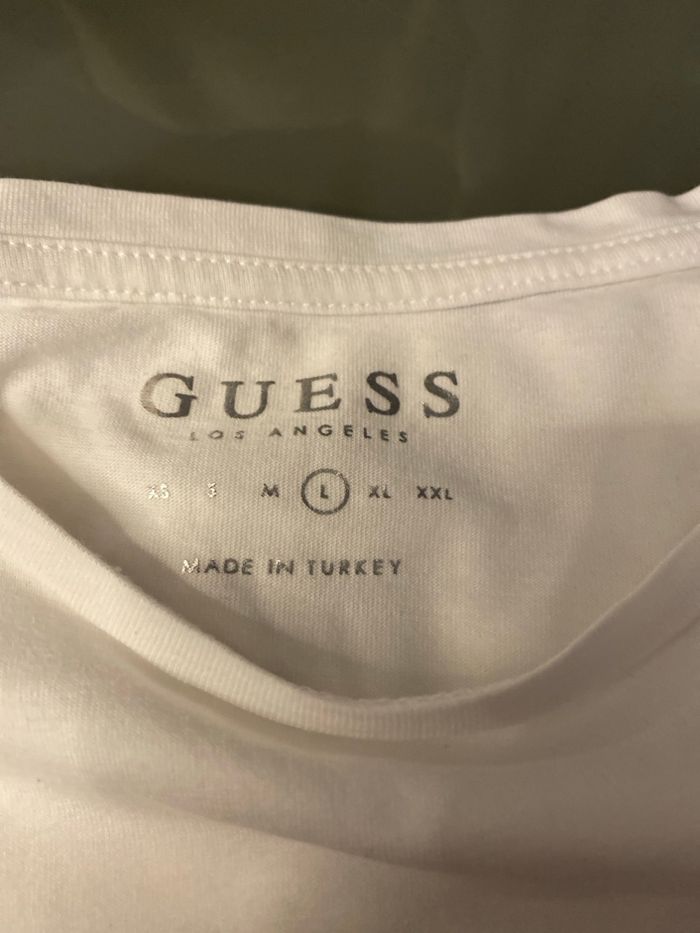 GUESS
LOS ANGELES
XS S M L XL XXL
MADE IN TURKEY